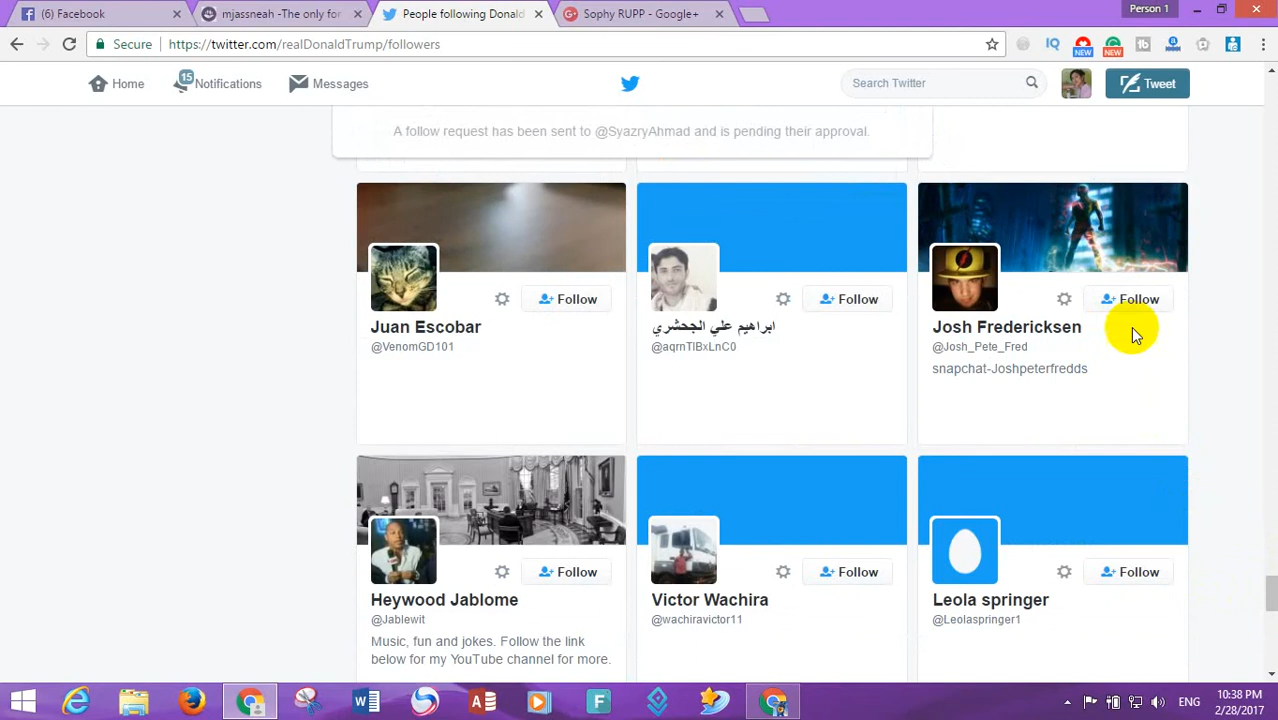 (6) Facebook
mjassneah -The only for
People following Donald
Sophy RUPP - Google+
Person 1
Secure
https://twitter.com/realDonaldTrump/followers
IQ
NEW
NEW
Home
15
Notifications
Messages
Search Twitter
Tweet
A follow request has been sent to @SyazryAhmad and is pending their approval.
Follow
Juan Escobar
@VenomGD101
Follow
ابراهيم علي الجحشري
@aqrnTlBxLnC0
Follow
Josh Fredericksen
@Josh_Pete_Fred
snapchat-Joshpeterfredds
Follow
Heywood Jablome
@Jablewit
Music, fun and jokes. Follow the link
below for my YouTube channel for more.
Follow
Victor Wachira
@wachiravictor11
Follow
Leola springer
@Leolaspringer1
ENG
10:38 PM
2/28/2017